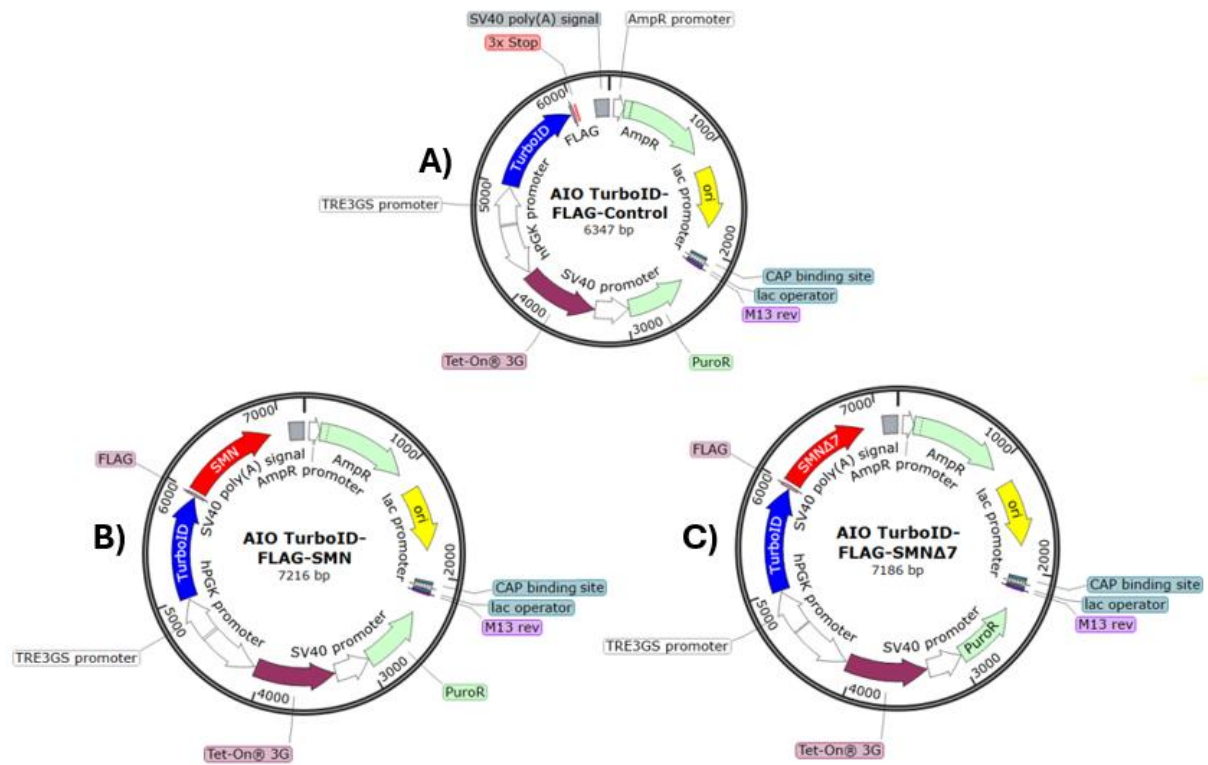 SV40 poly(A) signal
AmpR promoter
3x Stop
6000
1000
FLAG
AmpR
TurboID
A)
lac promoter
ori
hPGK promoter
5000
TRE3GS promoter
AIO TurboID-
FLAG-Control
6347 bp
2000
SV40 promoter
CAP binding site
lac operator
M13 rev
4000
3000
Tet-On® 3G
PuroR
7000
FLAG
SMN
SV40 poly(A) signal
AmpR promoter
AmpR
1000
6000
lac promoter
ori
TurboID
B)
AIO TurboID-
FLAG-SMN
7216 bp
hPGK promoter
2000
CAP binding site
lac operator
M13 rev
5000
TRE3GS promoter
SV40 promoter
4000
3000
PuroR
Tet-On® 3G
7000
FLAG
SMNΔ7
SV40 poly(A) signal
AmpR promoter
AmpR
1000
6000
lac promoter
ori
TurboID
C)
AIO TurboID-
FLAG-SMNΔ7
7186 bp
hPGK promoter
2000
CAP binding site
lac operator
M13 rev
5000
TRE3GS promoter
SV40 promoter
PuroR
4000
3000
Tet-On® 3G